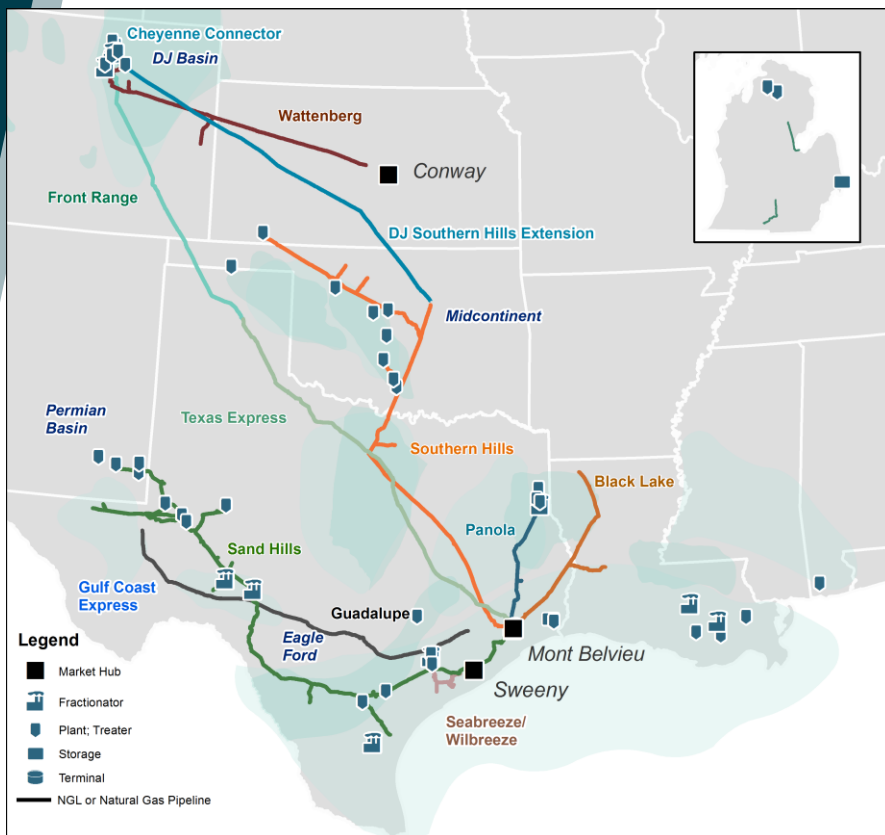 Cheyenne Connector
DJ Basin
Wattenberg
Conway
Front Range
DJ Southern Hills Extension
Midcontinent
Permian
Basin
Texas Express
Southern Hills
Black Lake
Panola
Sand Hills
Gulf Coast
Express
Guadalupe
Eagle
Ford
Mont Belvieu
Sweeny
Seabreeze/
Wilbreeze
Legend
Market Hub
Fractionator
Plant; Treater
Storage
Terminal
NGL or Natural Gas Pipeline